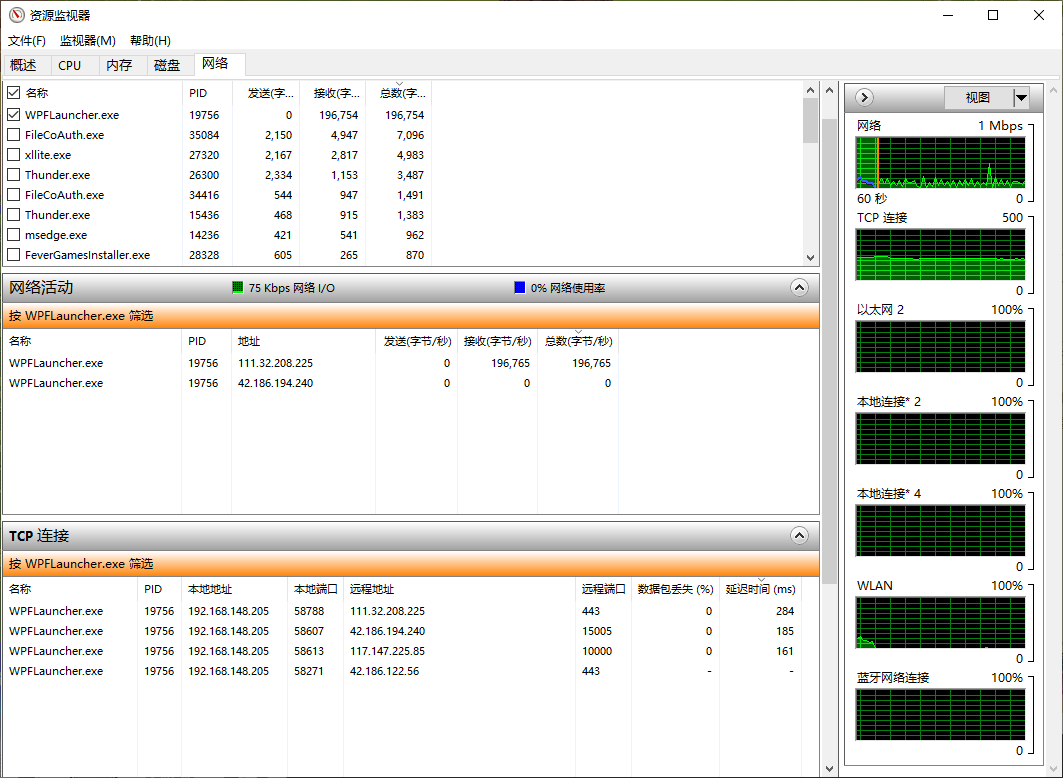 资源监视器
文件(F) 监视器(M) 帮助(H)
概述 CPU 内存 磁盘 网络
名称 PID 发送(字... 接收(字... 总数(字...
WPFLauncher.exe 19756 0 196,754 196,754
FileCoAuth.exe 35084 2,150 4,947 7,096
xllite.exe 27320 2,167 2,817 4,983
Thunder.exe 26300 2,334 1,153 3,487
FileCoAuth.exe 34416 544 947 1,491
Thunder.exe 15436 468 915 1,383
msedge.exe 14236 421 541 962
FeverGamesInstaller.exe 28328 605 265 870
网络活动 75 Kbps 网络 I/O 0% 网络使用率
按 WPFLauncher.exe 筛选
名称 PID 地址 发送(字节/秒) 接收(字节/秒) 总数(字节/秒)
WPFLauncher.exe 19756 111.32.208.225 0 196,765 196,765
WPFLauncher.exe 19756 42.186.194.240 0 0 0
TCP 连接
按 WPFLauncher.exe 筛选
名称 PID 本地地址 本地端口 远程地址 远程端口 数据包丢失 (%) 延迟时间 (ms)
WPFLauncher.exe 19756 192.168.148.205 58788 111.32.208.225 443 0 284
WPFLauncher.exe 19756 192.168.148.205 58607 42.186.194.240 15005 0 185
WPFLauncher.exe 19756 192.168.148.205 58613 117.147.225.85 10000 0 161
WPFLauncher.exe 19756 192.168.148.205 58271 42.186.122.56 443 - -
视图
网络 1 Mbps
60 秒 0
TCP 连接 500
0
以太网 2 100%
0
本地连接* 2 100%
0
本地连接* 4 100%
0
WLAN 100%
0
蓝牙网络连接 100%
0